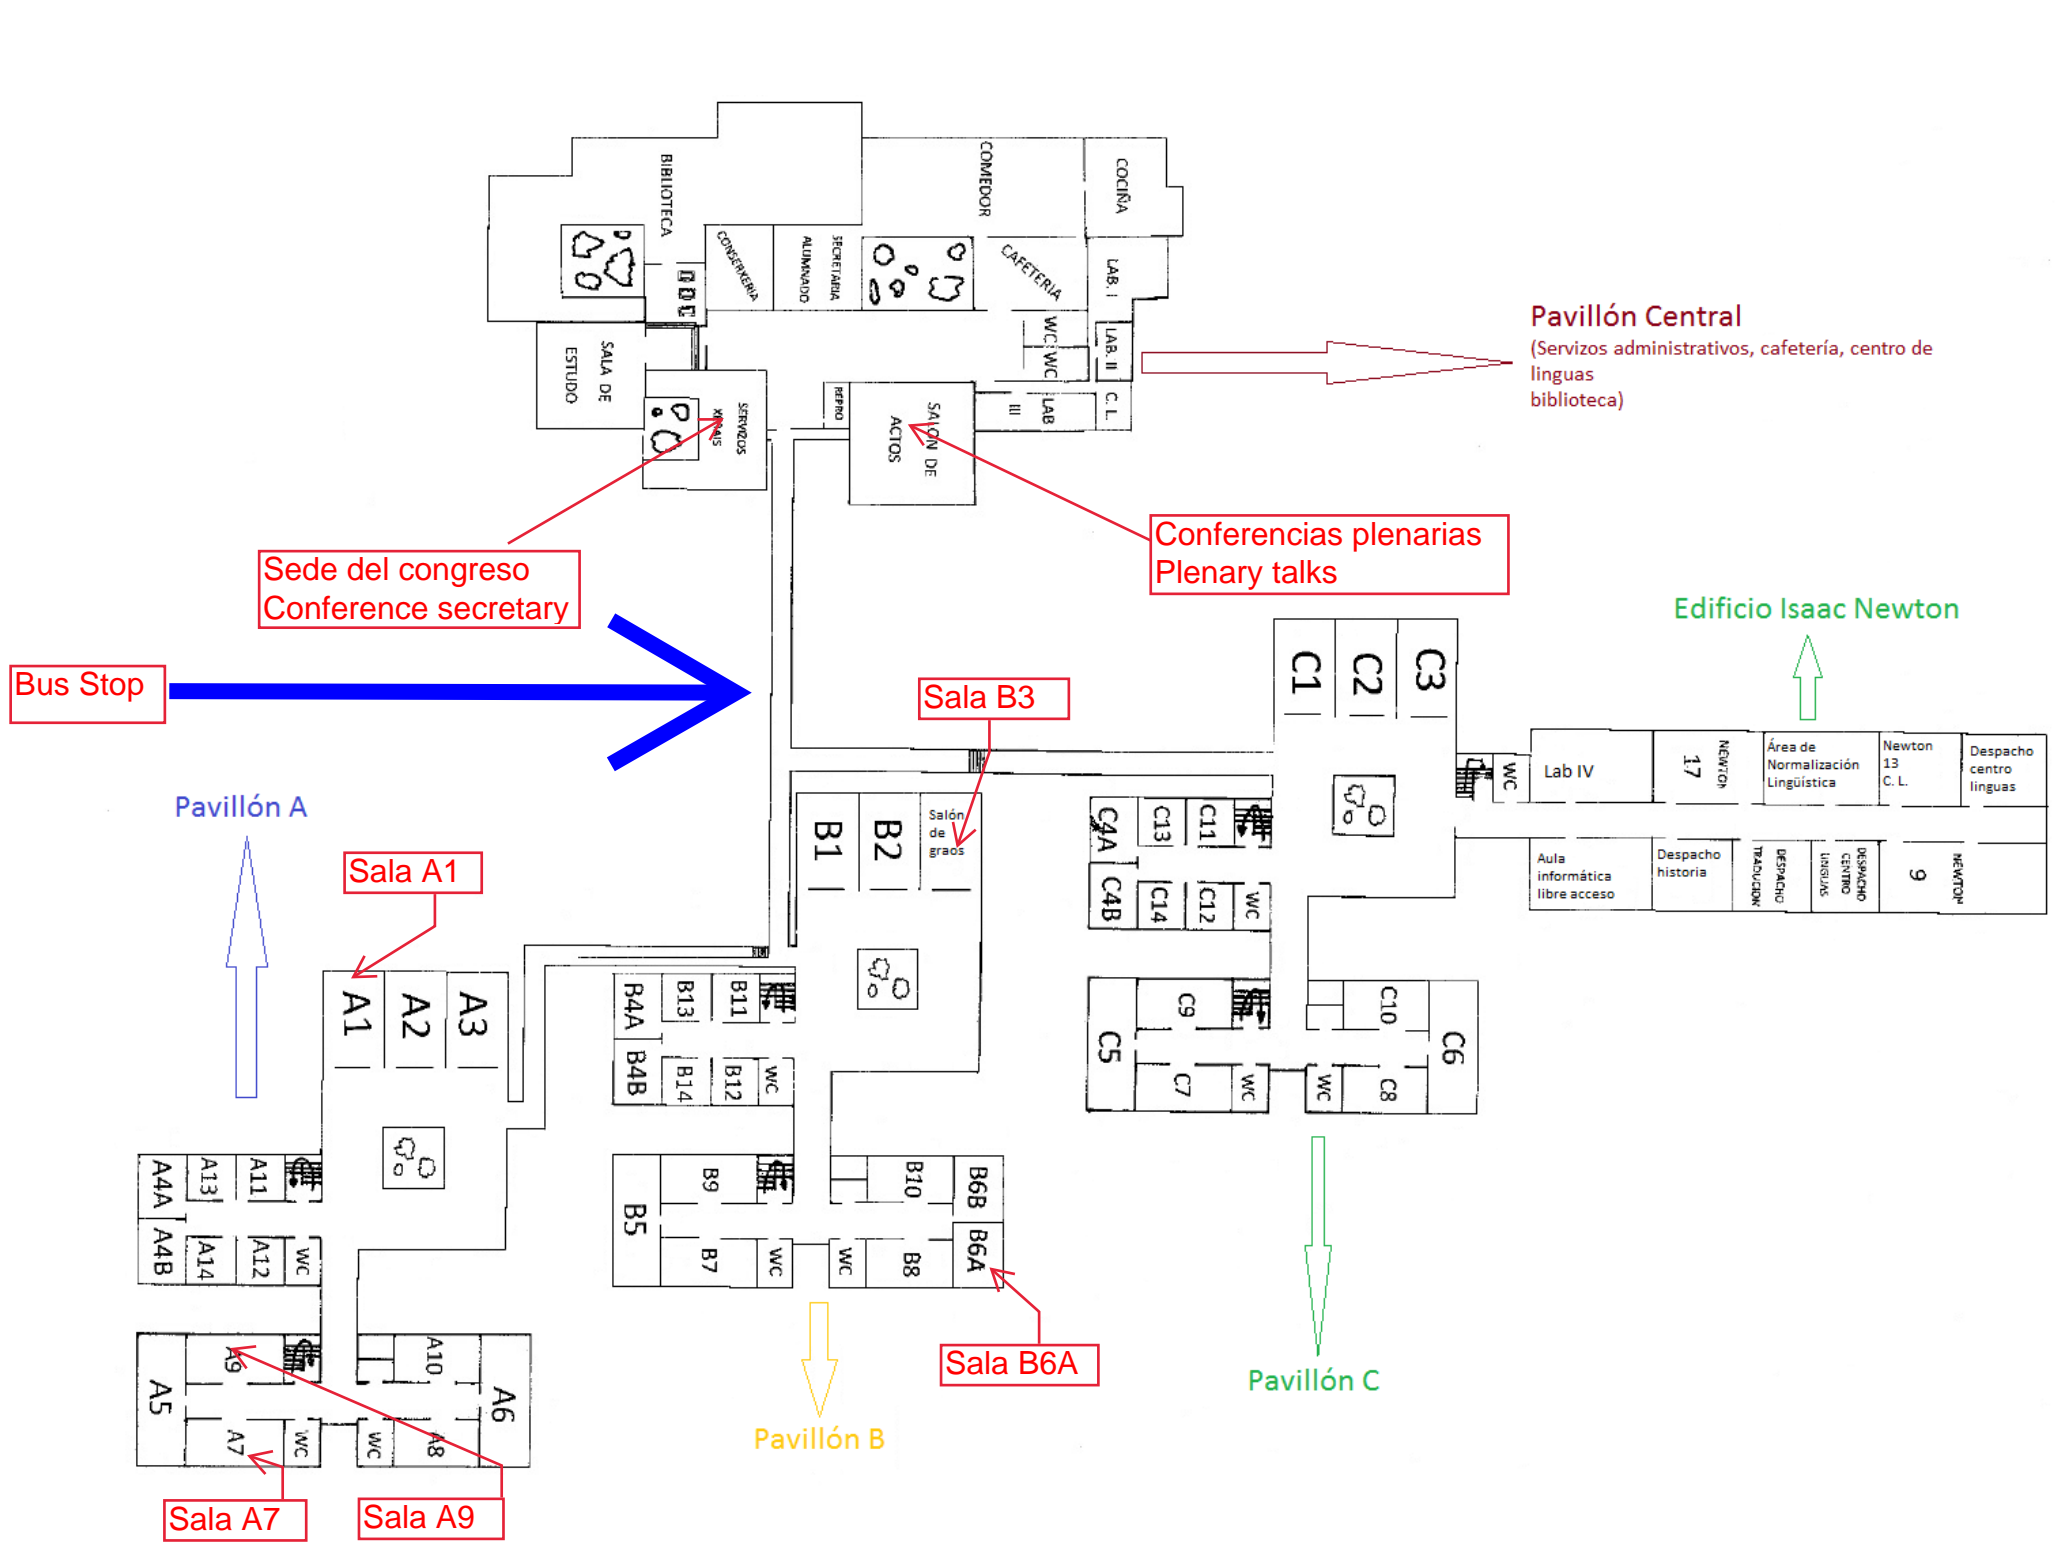 BIBLIOTECA
COMEDOR
COCIÑA
CONSERXERIA
SECRETARIA
ALUMNADO
CAFETERIA
LAB. I
WC
WC
LAB. II
SALA DE
ESTUDO
SERVIZOS
REPRO
SALON DE
ACTOS
LAB
III
C. L.
Pavillón Central
(Servizos administrativos, cafetería, centro de
linguas
biblioteca)
Sede del congreso
Conference secretary
Conferencias plenarias
Plenary talks
Edificio Isaac Newton
Bus Stop
Sala B3
C1
C2
C3
WC
Lab IV
NEWTON
17
Área de
Normalización
Lingüística
Newton
13
C. L.
Despacho
centro
linguas
Aula
informática
libre acceso
Despacho
historia
DESPACHO
TRADUCION
DESPACHO
CENTRO
LINGUAS
NEWTON
9
Pavillón A
Sala A1
B1
B2
Salón
de
graos
C4A
C13
C11
C4B
C14
C12
WC
A1
A2
A3
B4A
B13
B11
B4B
B14
B12
WC
C5
C9
C10
C6
C7
WC
WC
C8
A4A
A13
A11
A4B
A14
A12
WC
B5
B9
B10
B6B
B7
WC
WC
B8
B6A
A5
A9
A10
A6
A7
WC
WC
A8
Sala B6A
Pavillón C
Pavillón B
Sala A7
Sala A9